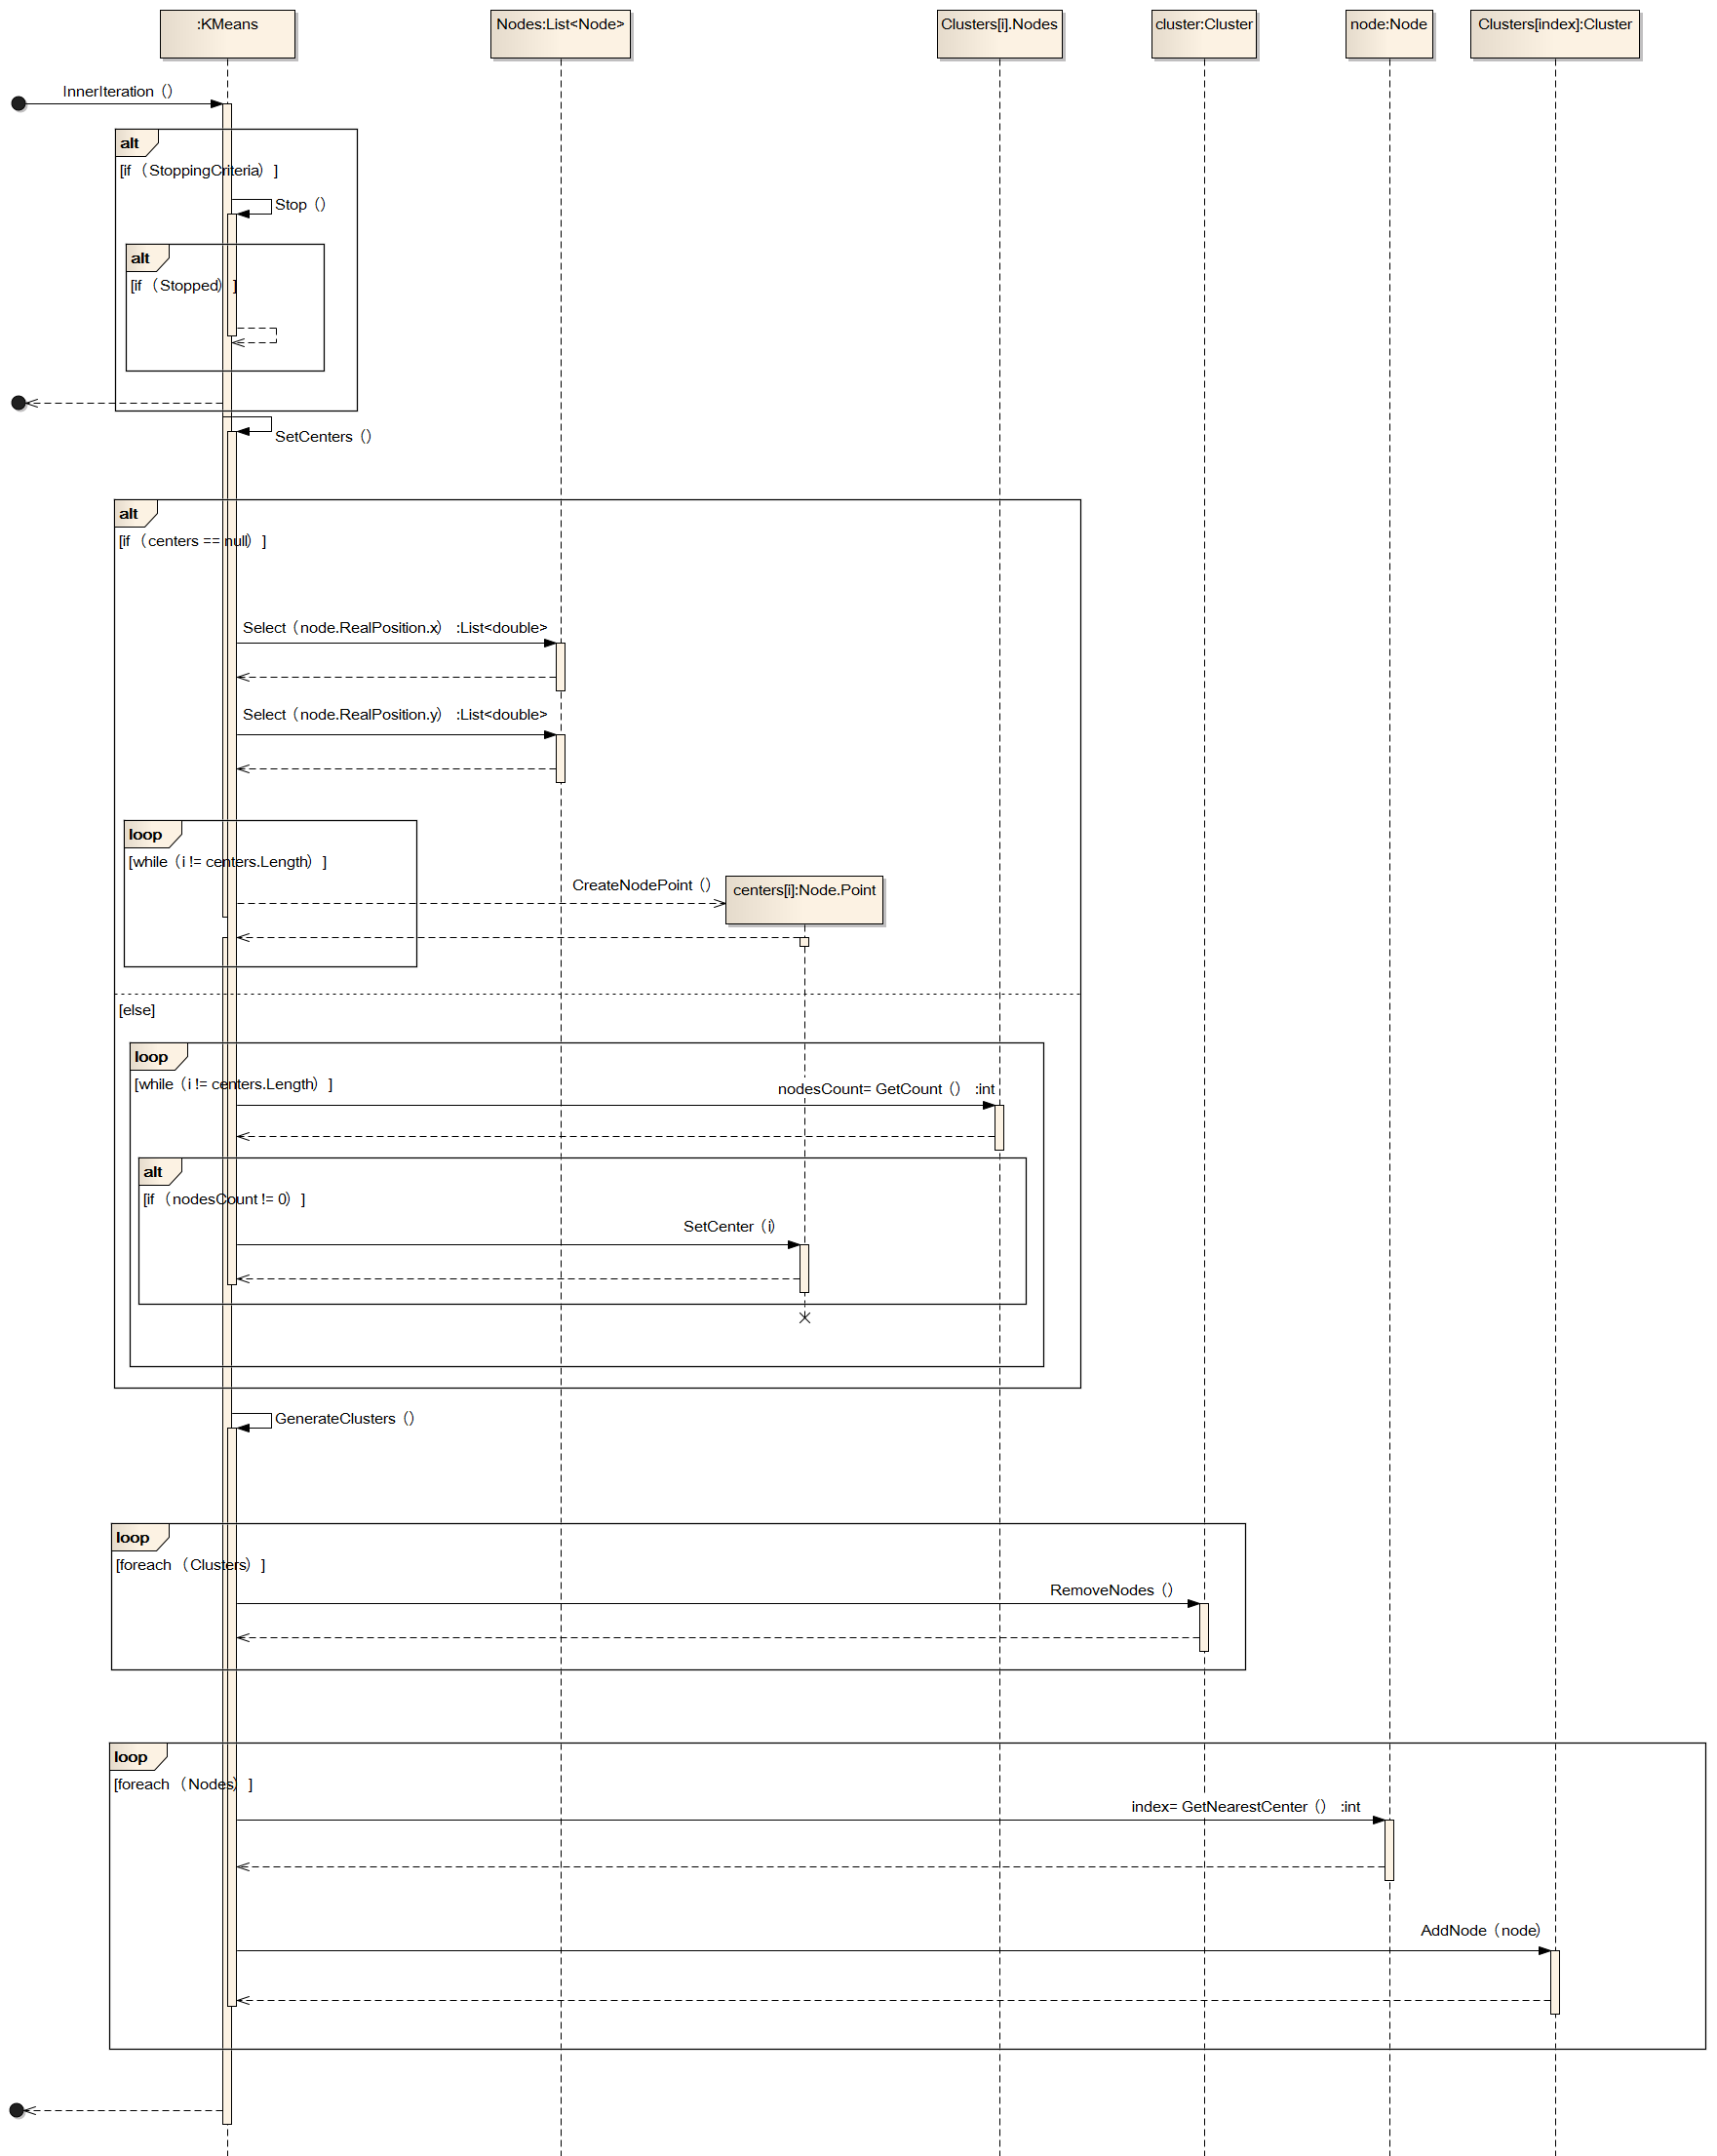 :KMeans
Nodes:List<Node>
Clusters[i].Nodes
cluster:Cluster
node:Node
Clusters[index]:Cluster
InnerIteration ()
alt
[if (StoppingCriteria) ]
Stop ()
alt
[if (Stopped) ]
SetCenters ()
alt
[if (centers == null) ]
Select (node.RealPosition.x) :List<double>
Select (node.RealPosition.y) :List<double>
loop
[while (i != centers.Length) ]
CreateNodePoint ()
centers[i]:Node.Point
[else]
loop
[while (i != centers.Length) ]
nodesCount= GetCount () :int
alt
[if (nodesCount != 0) ]
SetCenter (i)
GenerateClusters ()
loop
[foreach (Clusters) ]
RemoveNodes ()
loop
[foreach (Nodes) ]
index= GetNearestCenter () :int
AddNode (node)